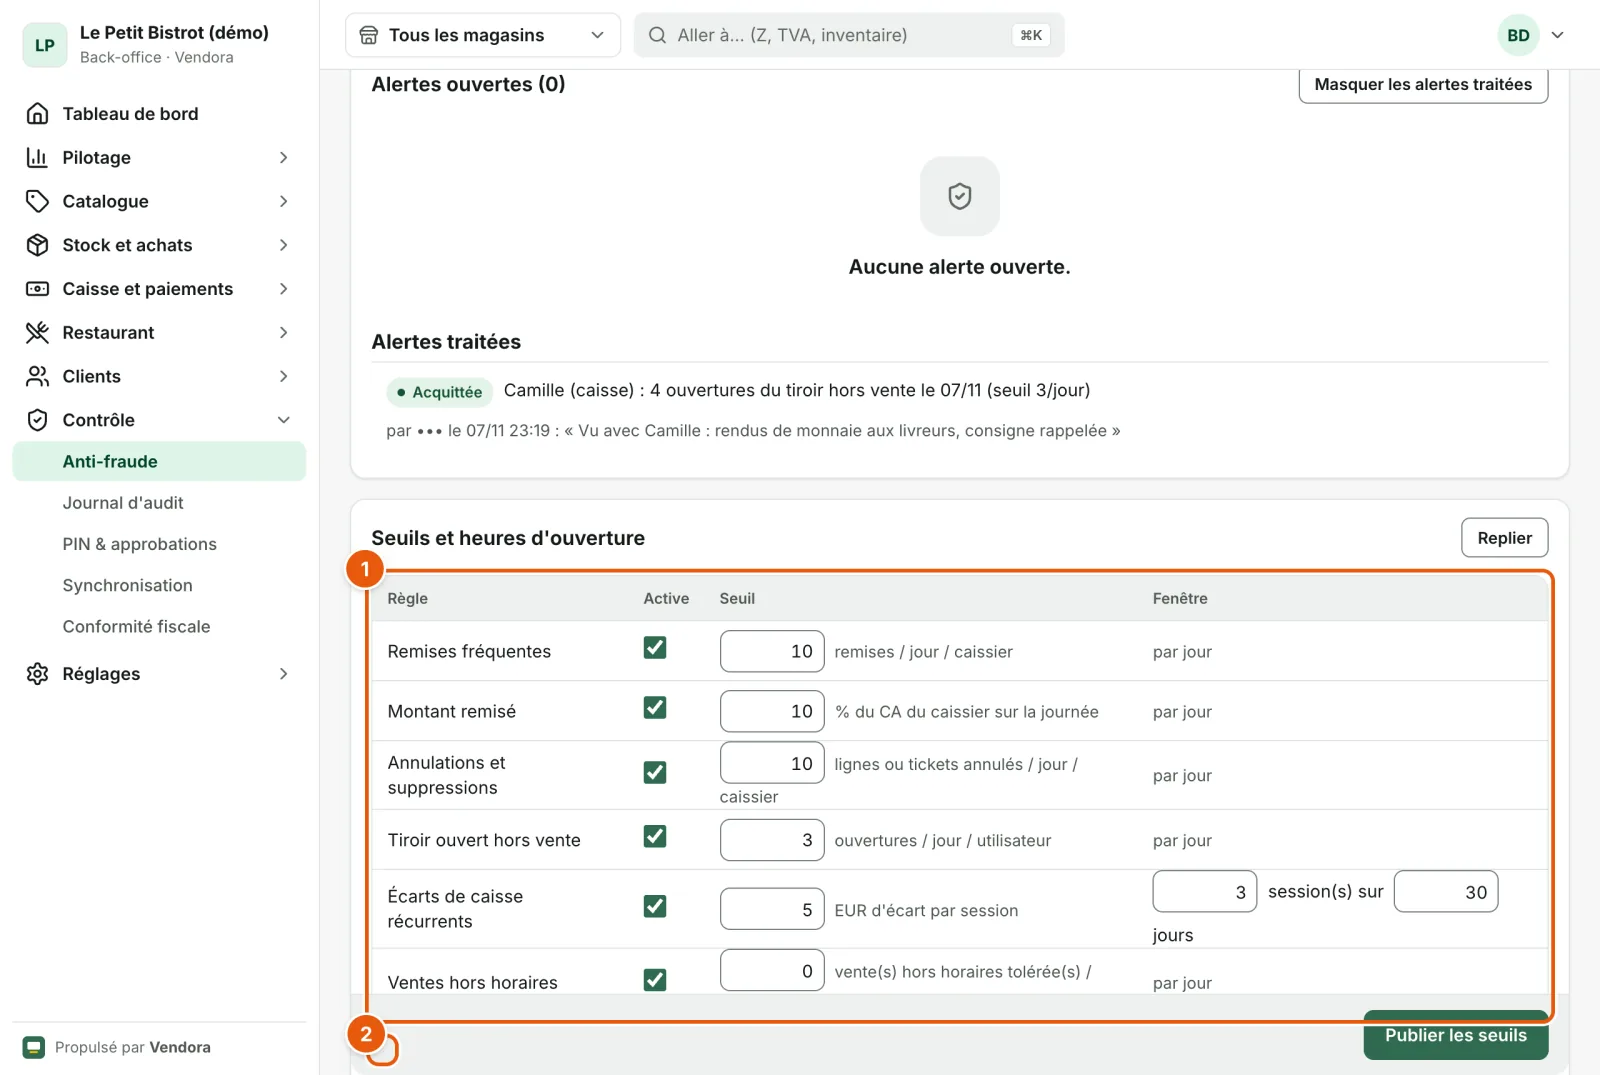 LP
Le Petit Bistrot (démo)
Back-office · Vendora
Tous les magasins
Aller à... (Z, TVA, inventaire)
⌘K
BD
Tableau de bord
Pilotage
Catalogue
Stock et achats
Caisse et paiements
Restaurant
Clients
Contrôle
Anti-fraude
Journal d'audit
PIN & approbations
Synchronisation
Conformité fiscale
Réglages
Propulsé par Vendora
Alertes ouvertes (0)
Masquer les alertes traitées
Aucune alerte ouverte.
Alertes traitées
Acquittée Camille (caisse) : 4 ouvertures du tiroir hors vente le 07/11 (seuil 3/jour)
par ••• le 07/11 23:19 : « Vu avec Camille : rendus de monnaie aux livreurs, consigne rappelée »
Seuils et heures d'ouverture
Replier
1
Règle Active Seuil Fenêtre
Remises fréquentes 10 remises / jour / caissier par jour
Montant remisé 10 % du CA du caissier sur la journée par jour
Annulations et suppressions 10 lignes ou tickets annulés / jour / caissier par jour
Tiroir ouvert hors vente 3 ouvertures / jour / utilisateur par jour
Écarts de caisse récurrents 5 EUR d'écart par session 3 session(s) sur 30 jours
Ventes hors horaires 0 vente(s) hors horaires tolérée(s) / par jour
2
Publier les seuils